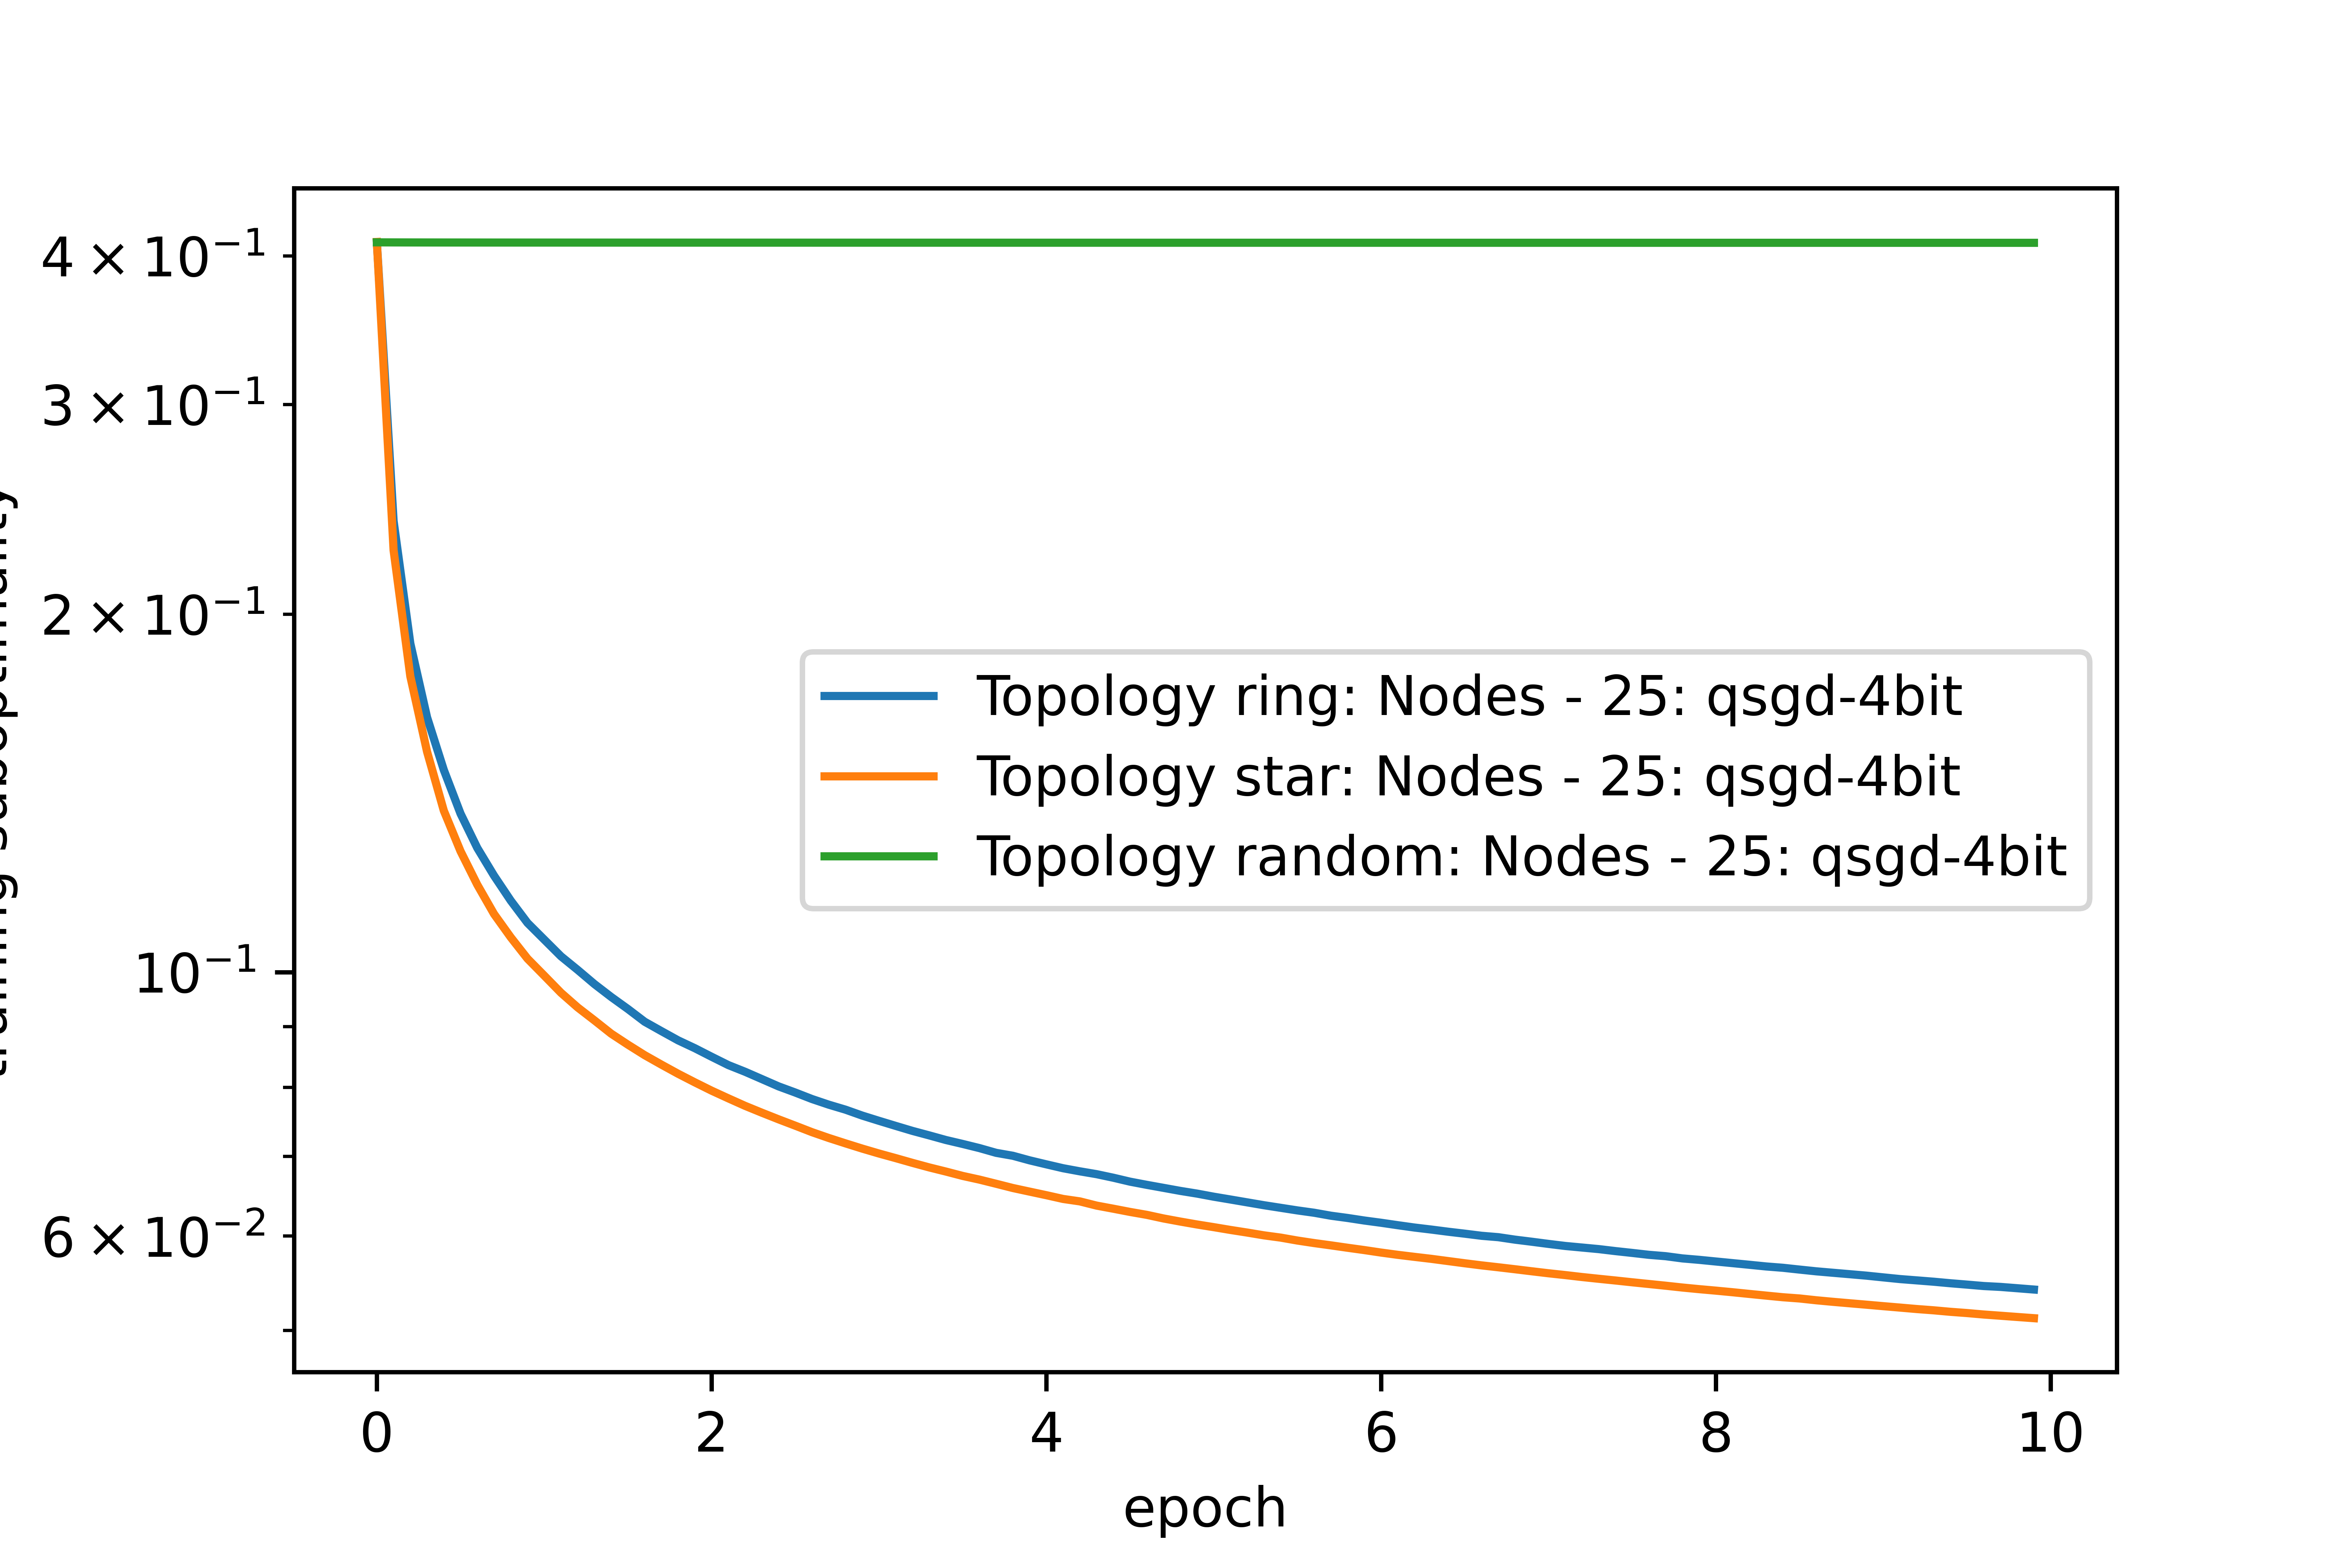 4 × 10⁻¹
3 × 10⁻¹
2 × 10⁻¹
10⁻¹
6 × 10⁻²
Topology ring: Nodes - 25: qsgd-4bit
Topology star: Nodes - 25: qsgd-4bit
Topology random: Nodes - 25: qsgd-4bit
0 2 4 6 8 10
epoch